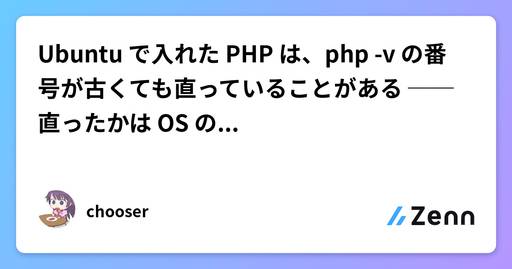 Ubuntu で入れた PHP は、php -v の番
号が古くても直っていることがある ──
直ったかは OS の...
chooser
Zenn